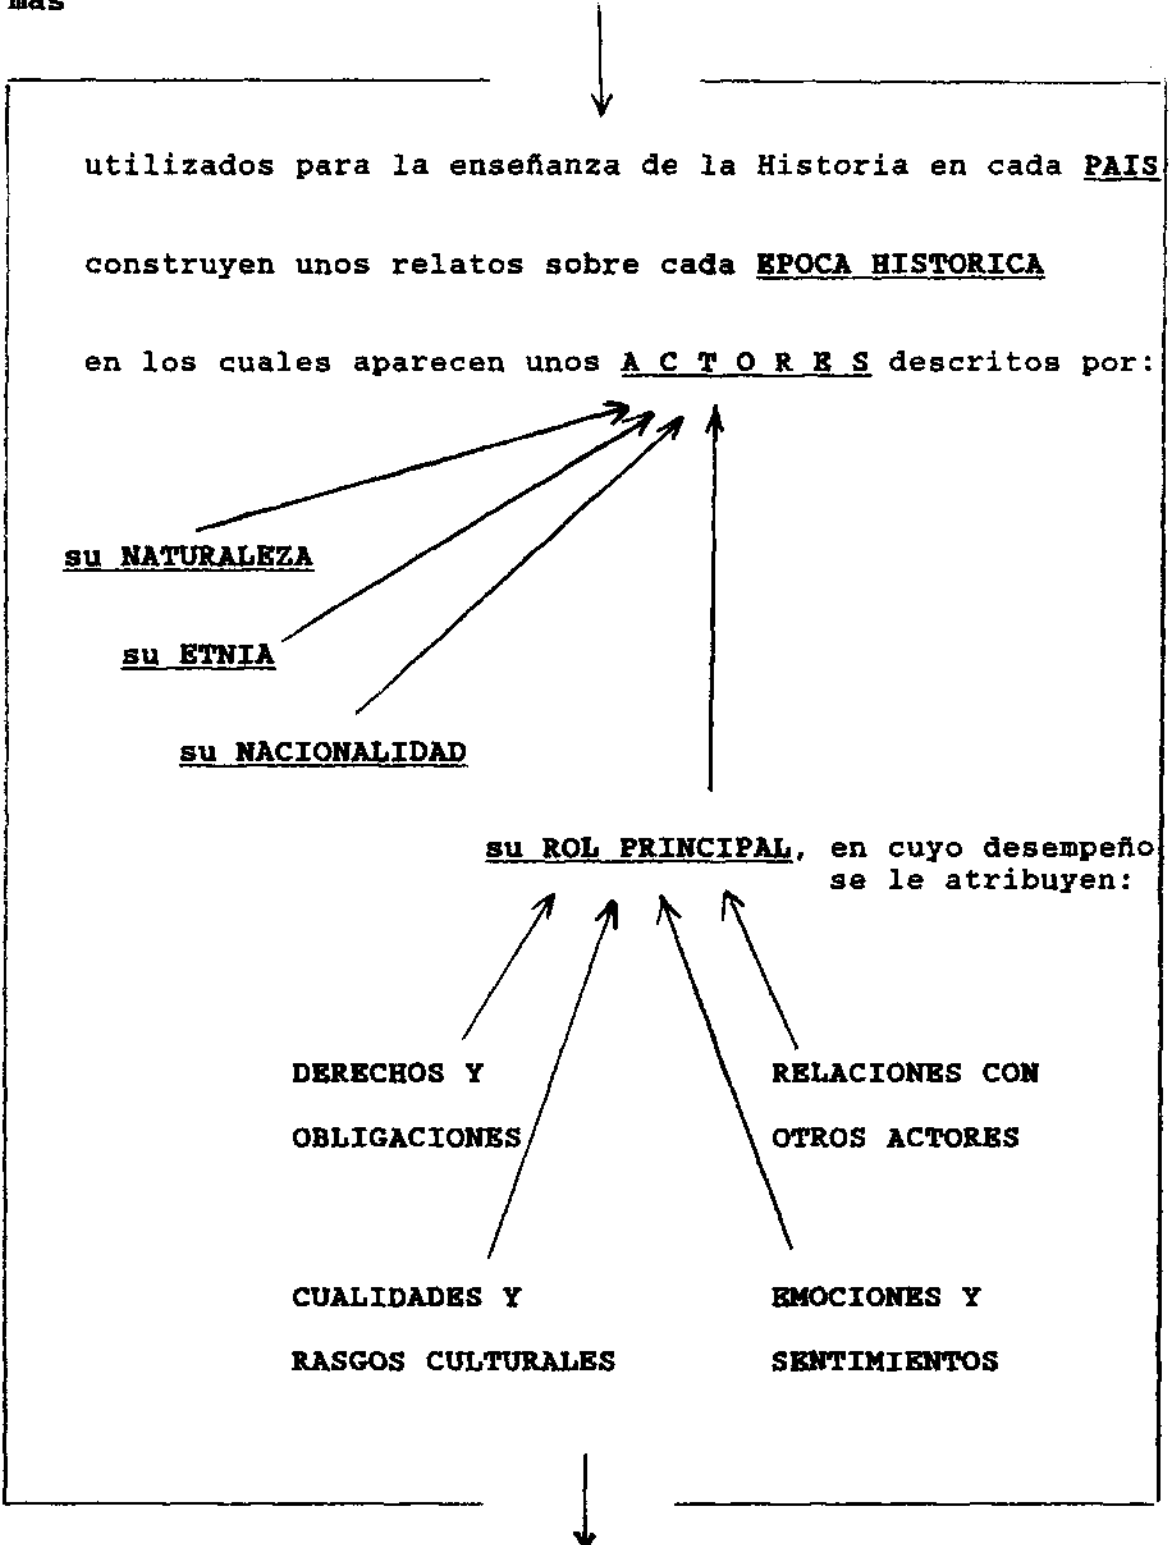 mas
utilizados para la enseñanza de la Historia en cada PAIS
construyen unos relatos sobre cada EPOCA HISTORICA
en los cuales aparecen unos A C T O R E S descritos por:
su NATURALEZA
su ETNIA
su NACIONALIDAD
su ROL PRINCIPAL, en cuyo desempeño
se le atribuyen:
DERECHOS Y
OBLIGACIONES
RELACIONES CON
OTROS ACTORES
CUALIDADES Y
RASGOS CULTURALES
EMOCIONES Y
SENTIMIENTOS